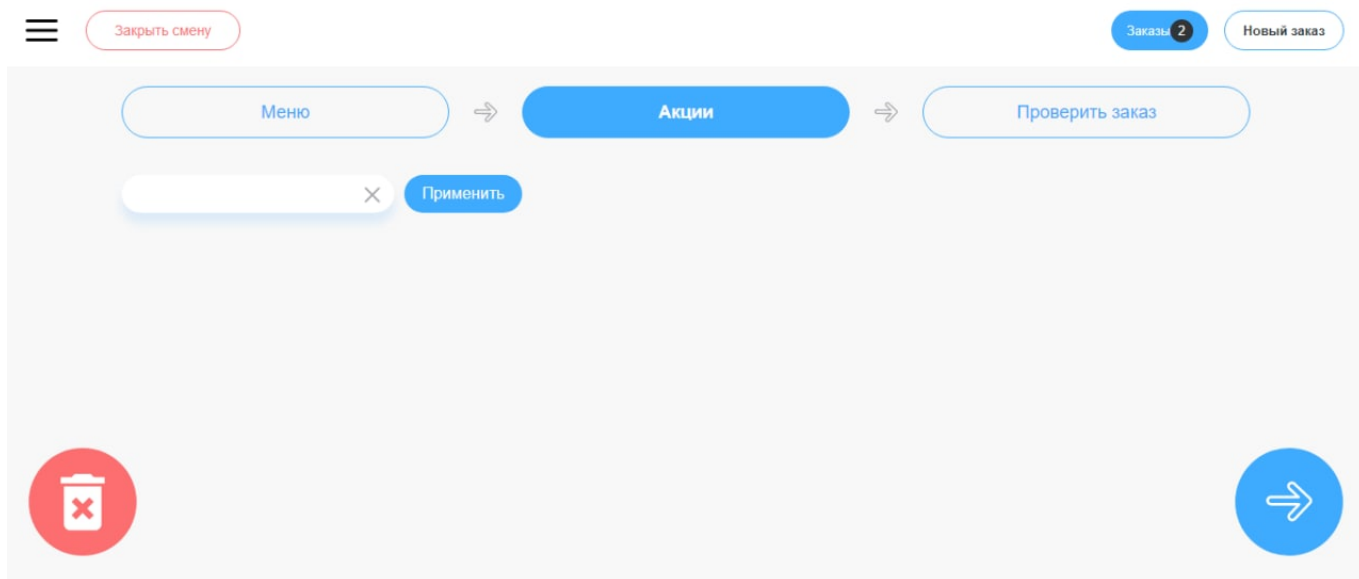 Закрыть смену
Заказы 2
Новый заказ
Меню
Акции
Проверить заказ
Применить